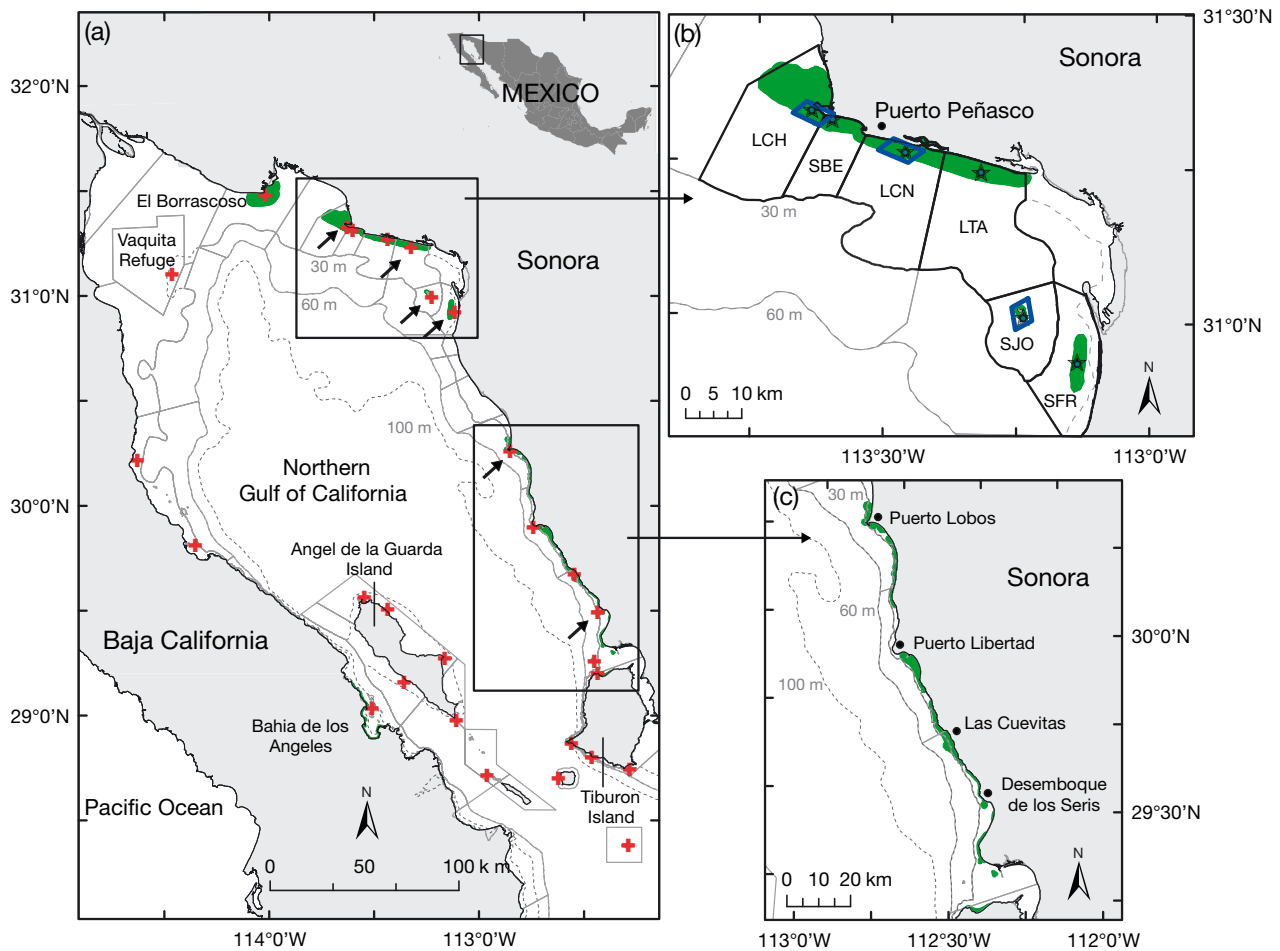 (a)
MEXICO
32°0'N
31°0'N
30°0'N
29°0'N
El Borrascoso
Vaquita
Refuge
Sonora
30 m
60 m
100 m
Northern
Gulf of California
Angel de la Guarda
Island
Baja California
Bahia de los
Angeles
Pacific Ocean
Tiburon
Island
N
0 50 100 k m
114°0'W 113°0'W
(b)
31°30'N
Sonora
Puerto Peñasco
LCH
SBE
LCN
LTA
30 m
60 m
31°0'N
SJO
SFR
N
0 5 10 km
113°30'W 113°0'W
(c)
30 m
Puerto Lobos
Sonora
60 m
Puerto Libertad
30°0'N
100 m
Las Cuevitas
Desemboque
de los Seris
29°30'N
N
0 10 20 km
113°0'W 112°30'W 112°0'W